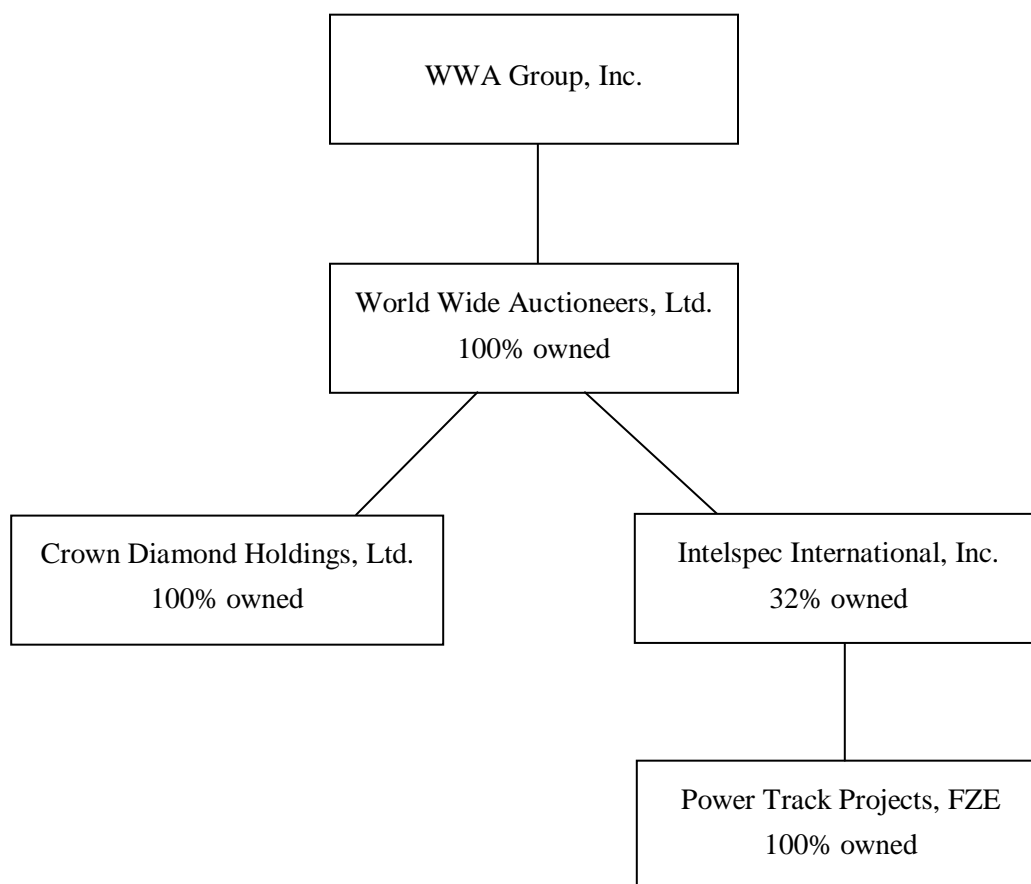 WWA Group, Inc.
World Wide Auctioneers, Ltd.
100% owned
Crown Diamond Holdings, Ltd.
100% owned
Intelspec International, Inc.
32% owned
Power Track Projects, FZE
100% owned